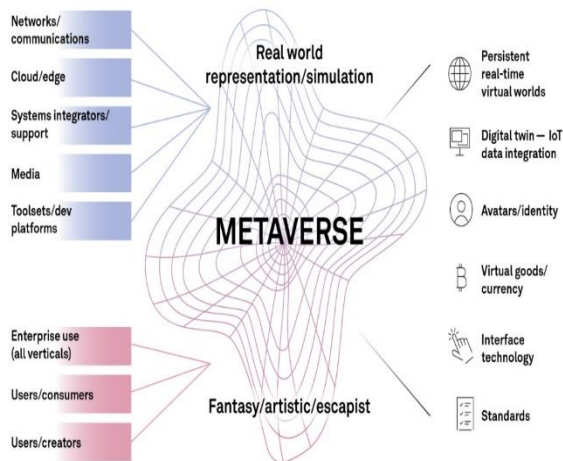 Networks/
communications
Cloud/edge
Systems integrators/
support
Media
Toolsets/dev
platforms
Enterprise use
(all verticals)
Users/consumers
Users/creators
Real world
representation/simulation
METAVERSE
Fantasy/artistic/escapist
Persistent
real-time
virtual worlds
Digital twin — IoT
data integration
Avatars/identity
Virtual goods/
currency
Interface
technology
Standards